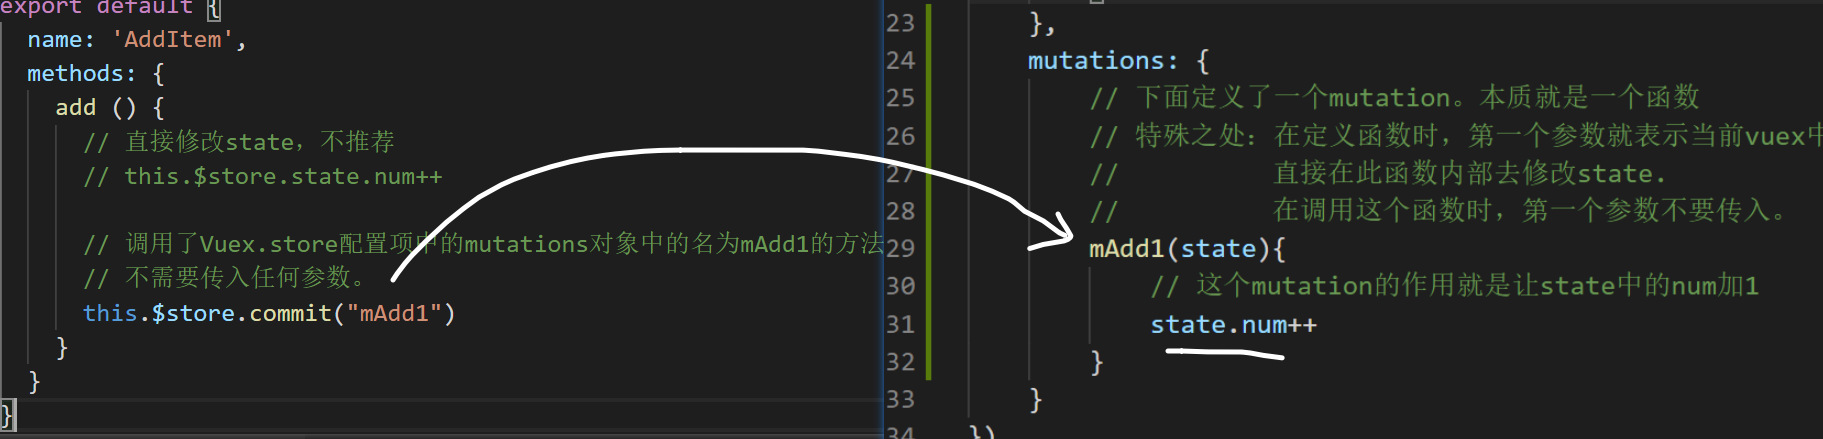 export default {
name: 'AddItem',
methods: {
add () {
// 直接修改state，不推荐
// this.$store.state.num++
// 调用了Vuex.store配置项中的mutations对象中的名为mAdd1的方法
// 不需要传入任何参数。
this.$store.commit("mAdd1")
}
}
}
23 },
24 mutations: {
25 // 下面定义了一个mutation。本质就是一个函数
26 // 特殊之处：在定义函数时，第一个参数就表示当前vuex中
27 // 直接在此函数内部去修改state.
28 // 在调用这个函数时，第一个参数不要传入。
29 mAdd1(state){
30 // 这个mutation的作用就是让state中的num加1
31 state.num++
32 }
33 }
34 })